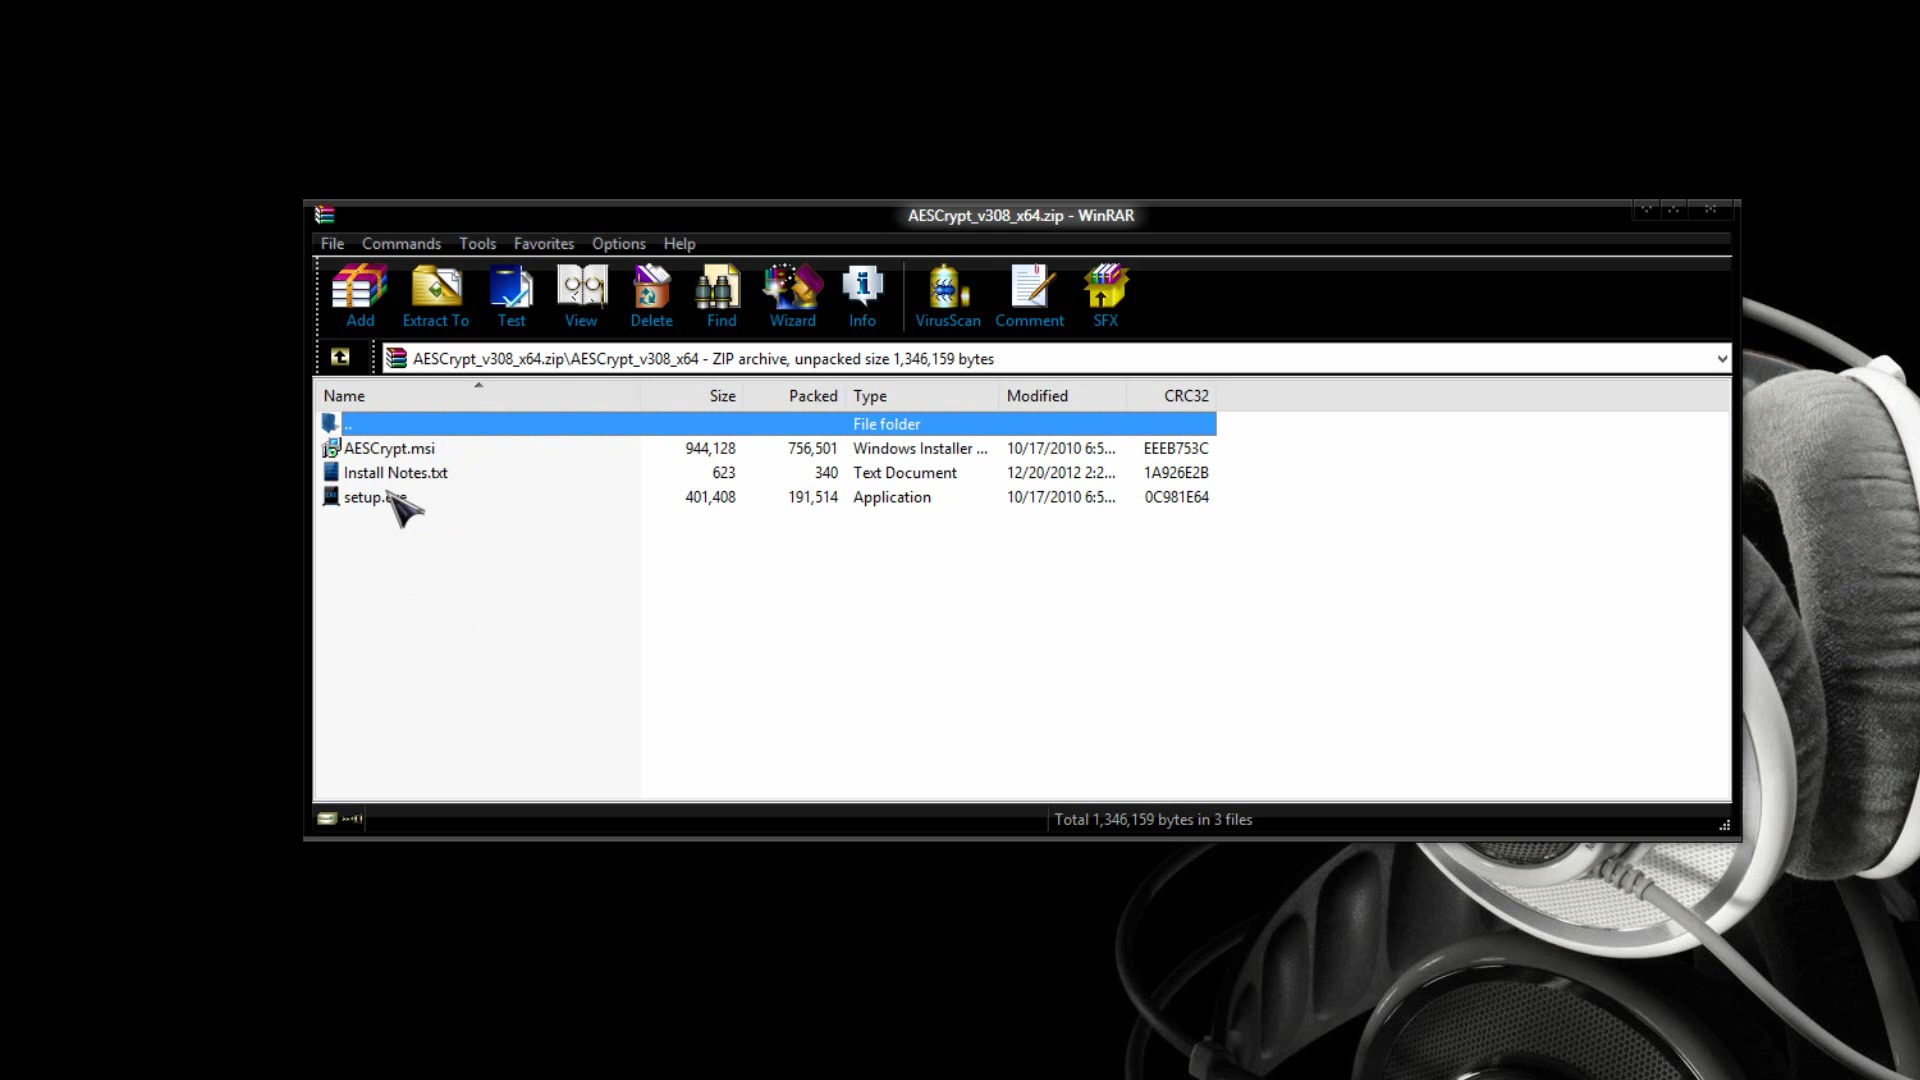 AESCrypt_v308_x64.zip - WinRAR
File Commands Tools Favorites Options Help
Add Extract To Test View Delete Find Wizard Info VirusScan Comment SFX
AESCrypt_v308_x64.zip\AESCrypt_v308_x64 - ZIP archive, unpacked size 1,346,159 bytes
Name Size Packed Type Modified CRC32
.. File folder
AESCrypt.msi 944,128 756,501 Windows Installer ... 10/17/2010 6:5... EEEB753C
Install Notes.txt 623 340 Text Document 12/20/2012 2:2... 1A926E2B
setup.exe 401,408 191,514 Application 10/17/2010 6:5... 0C981E64
Total 1,346,159 bytes in 3 files